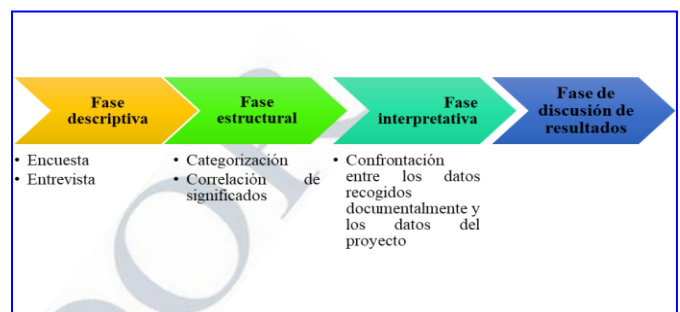 Fase
descriptiva
• Encuesta
• Entrevista
Fase
estructural
• Categorización
• Correlación de
significados
Fase
interpretativa
• Confrontación
entre los datos
recogidos
documentalmente y
los datos del
proyecto
Fase de
discusión de
resultados